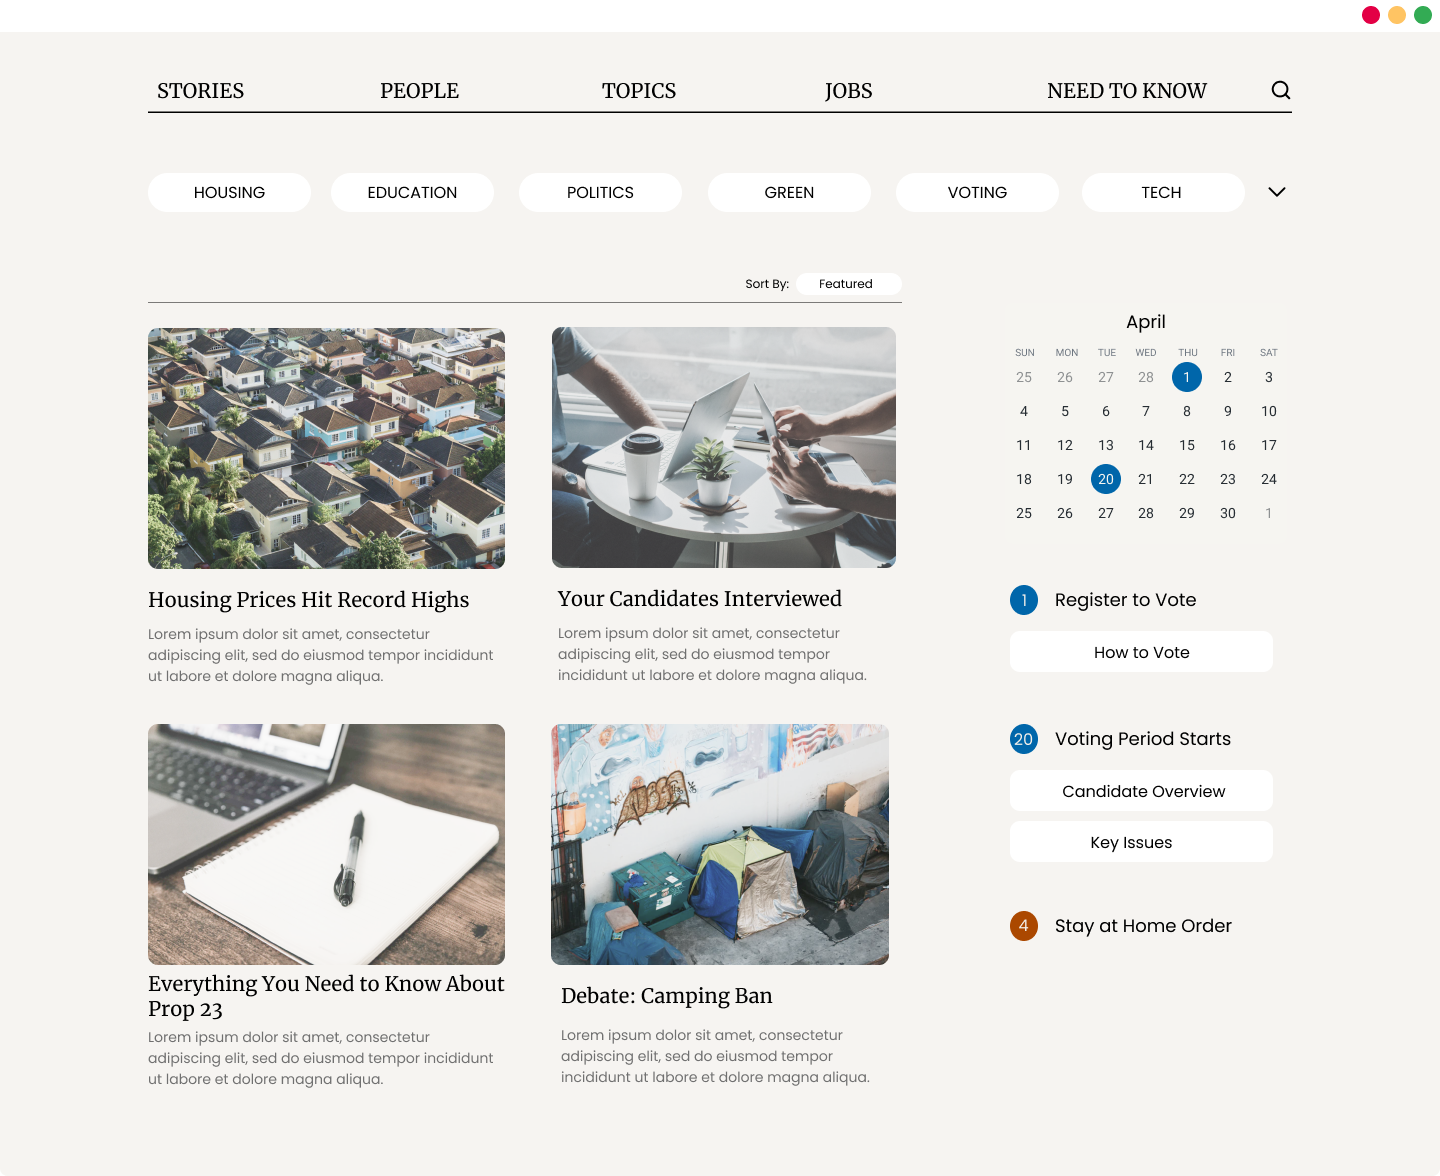 STORIES PEOPLE TOPICS JOBS NEED TO KNOW
HOUSING EDUCATION POLITICS GREEN VOTING TECH
Sort By: Featured
Housing Prices Hit Record Highs
Lorem ipsum dolor sit amet, consectetur
adipiscing elit, sed do eiusmod tempor incididunt
ut labore et dolore magna aliqua.
Your Candidates Interviewed
Lorem ipsum dolor sit amet, consectetur
adipiscing elit, sed do eiusmod tempor
incididunt ut labore et dolore magna aliqua.
Everything You Need to Know About
Prop 23
Lorem ipsum dolor sit amet, consectetur
adipiscing elit, sed do eiusmod tempor incididunt
ut labore et dolore magna aliqua.
Debate: Camping Ban
Lorem ipsum dolor sit amet, consectetur
adipiscing elit, sed do eiusmod tempor
incididunt ut labore et dolore magna aliqua.
April
SUN MON TUE WED THU FRI SAT
25 26 27 28 1 2 3
4 5 6 7 8 9 10
11 12 13 14 15 16 17
18 19 20 21 22 23 24
25 26 27 28 29 30 1
1 Register to Vote
How to Vote
20 Voting Period Starts
Candidate Overview
Key Issues
4 Stay at Home Order